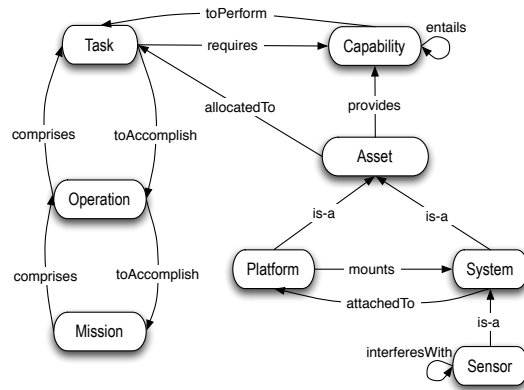 toPerform
Task
requires
Capability
entails
allocatedTo
provides
comprises
toAccomplish
Asset
Operation
is-a
is-a
comprises
toAccomplish
Platform
mounts
System
attachedTo
Mission
is-a
interferesWith
Sensor